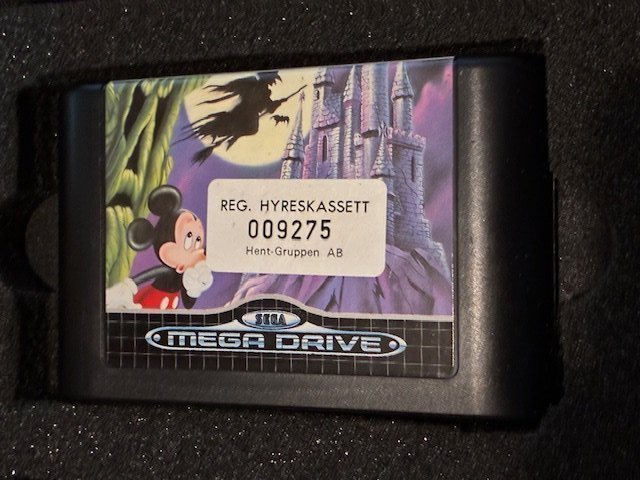 REG. HYRESKASSETT
009275
Hent-Gruppen AB
SEGA
MEGA DRIVE